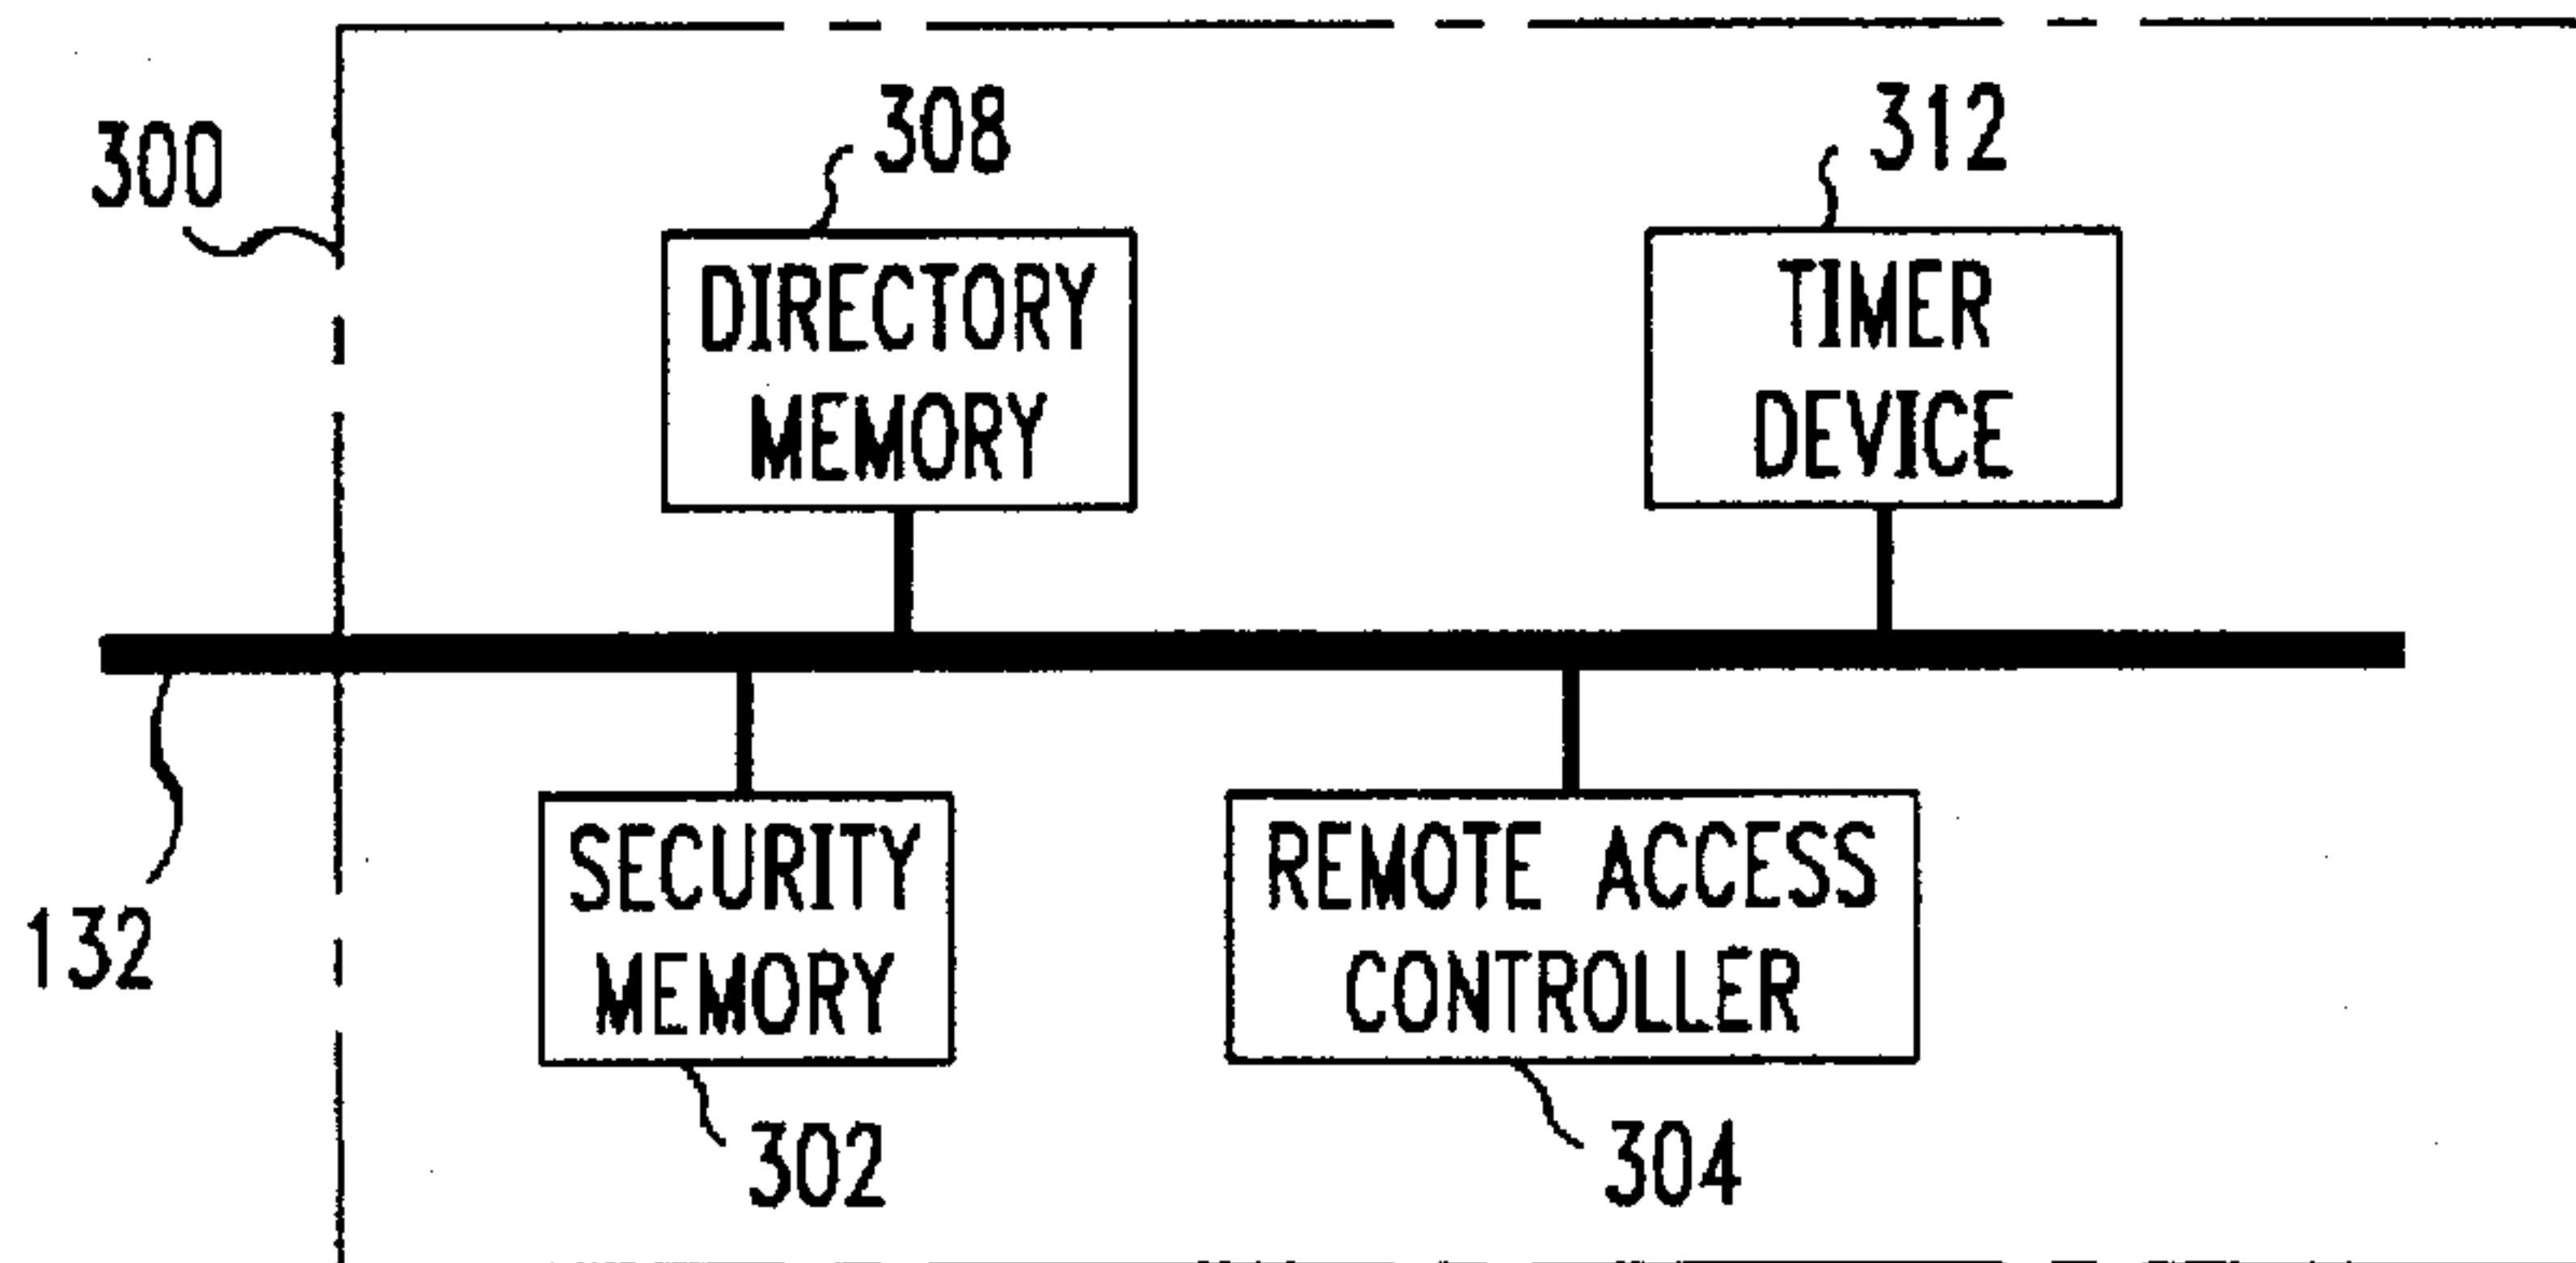 308
312
300
DIRECTORY
MEMORY
TIMER
DEVICE
SECURITY
MEMORY
REMOTE ACCESS
CONTROLLER
132
302
304